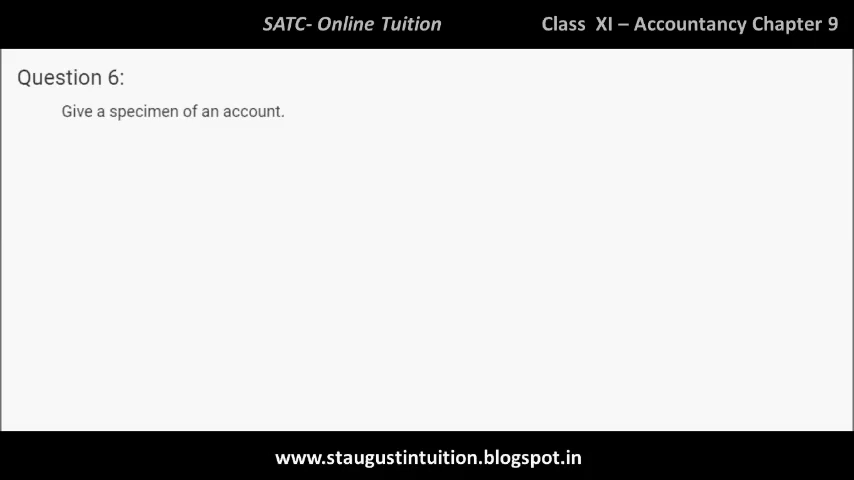 SATC- Online Tuition Class XI – Accountancy Chapter 9
Question 6:
Give a specimen of an account.
www.staugustintuition.blogspot.in